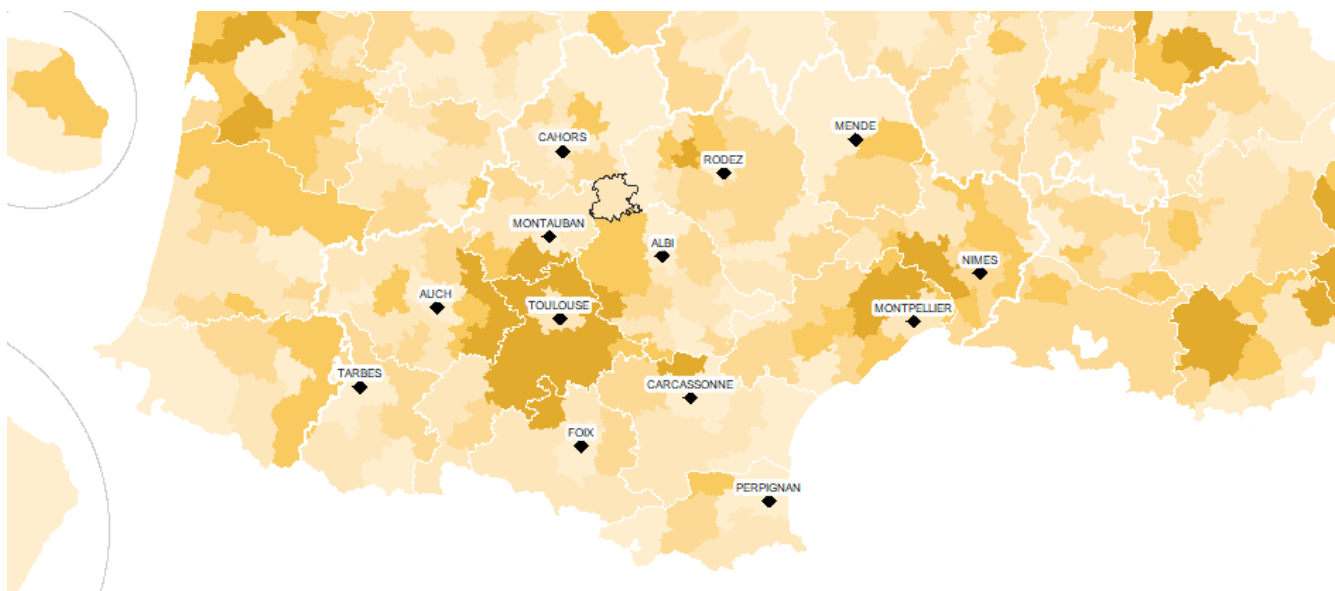 MENDE
CAHORS
RODEZ
MONTAUBAN
ALBI
NIMES
AUCH
TOULOUSE
MONTPELLIER
TARBES
CARCASSONNE
FOIX
PERPIGNAN